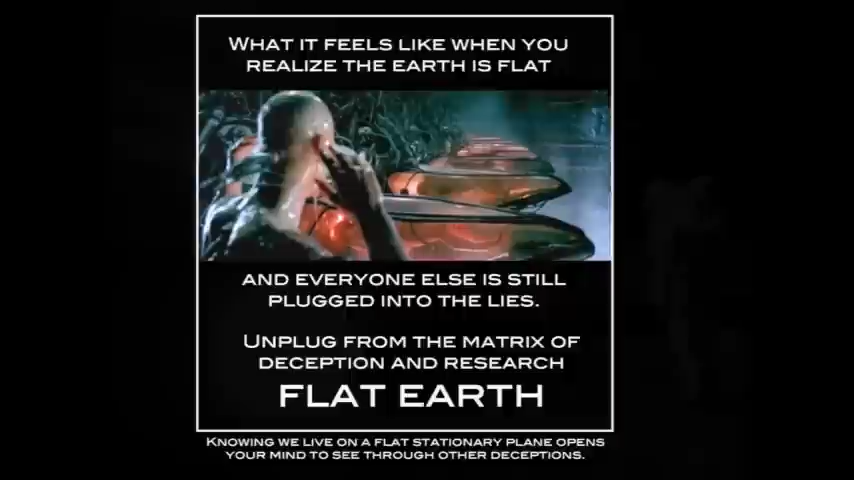 WHAT IT FEELS LIKE WHEN YOU
REALIZE THE EARTH IS FLAT
AND EVERYONE ELSE IS STILL
PLUGGED INTO THE LIES.
UNPLUG FROM THE MATRIX OF
DECEPTION AND RESEARCH
FLAT EARTH
KNOWING WE LIVE ON A FLAT STATIONARY PLANE OPENS
YOUR MIND TO SEE THROUGH OTHER DECEPTIONS.